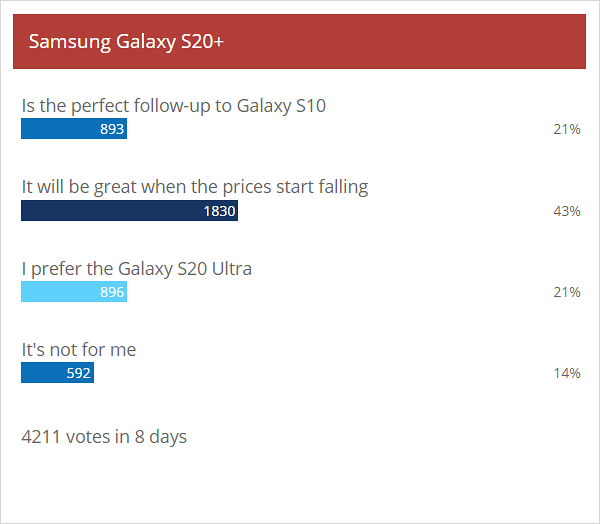 Samsung Galaxy S20+
Is the perfect follow-up to Galaxy S10
893 21%
It will be great when the prices start falling
1830 43%
I prefer the Galaxy S20 Ultra
896 21%
It's not for me
592 14%
4211 votes in 8 days